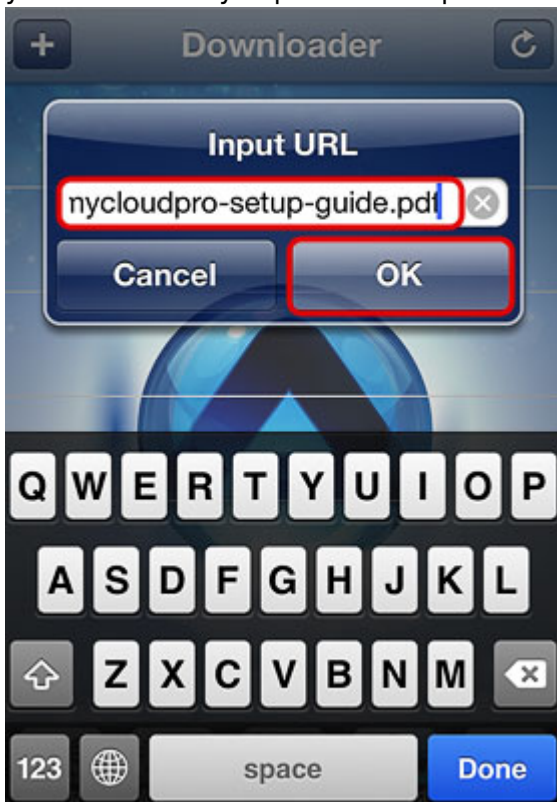 Downloader
Input URL
nycloudpro-setup-guide.pdf
Cancel OK
Q W E R T Y U I O P
A S D F G H J K L
Z X C V B N M
123 space Done